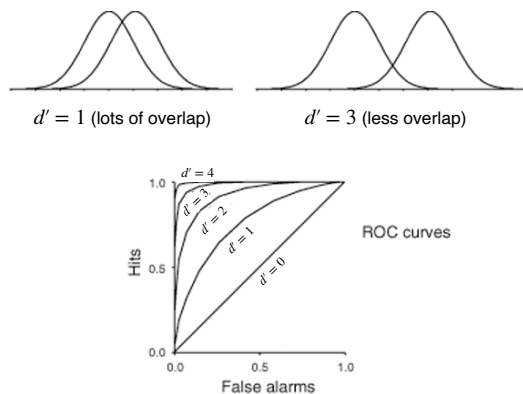 d′ = 1 (lots of overlap)
d′ = 3 (less overlap)
d′ = 4
1.0
d′ = 3
d′ = 2
ROC curves
d′ = 1
Hits
0.5
d′ = 0
0.0
0.0
0.5
1.0
False alarms